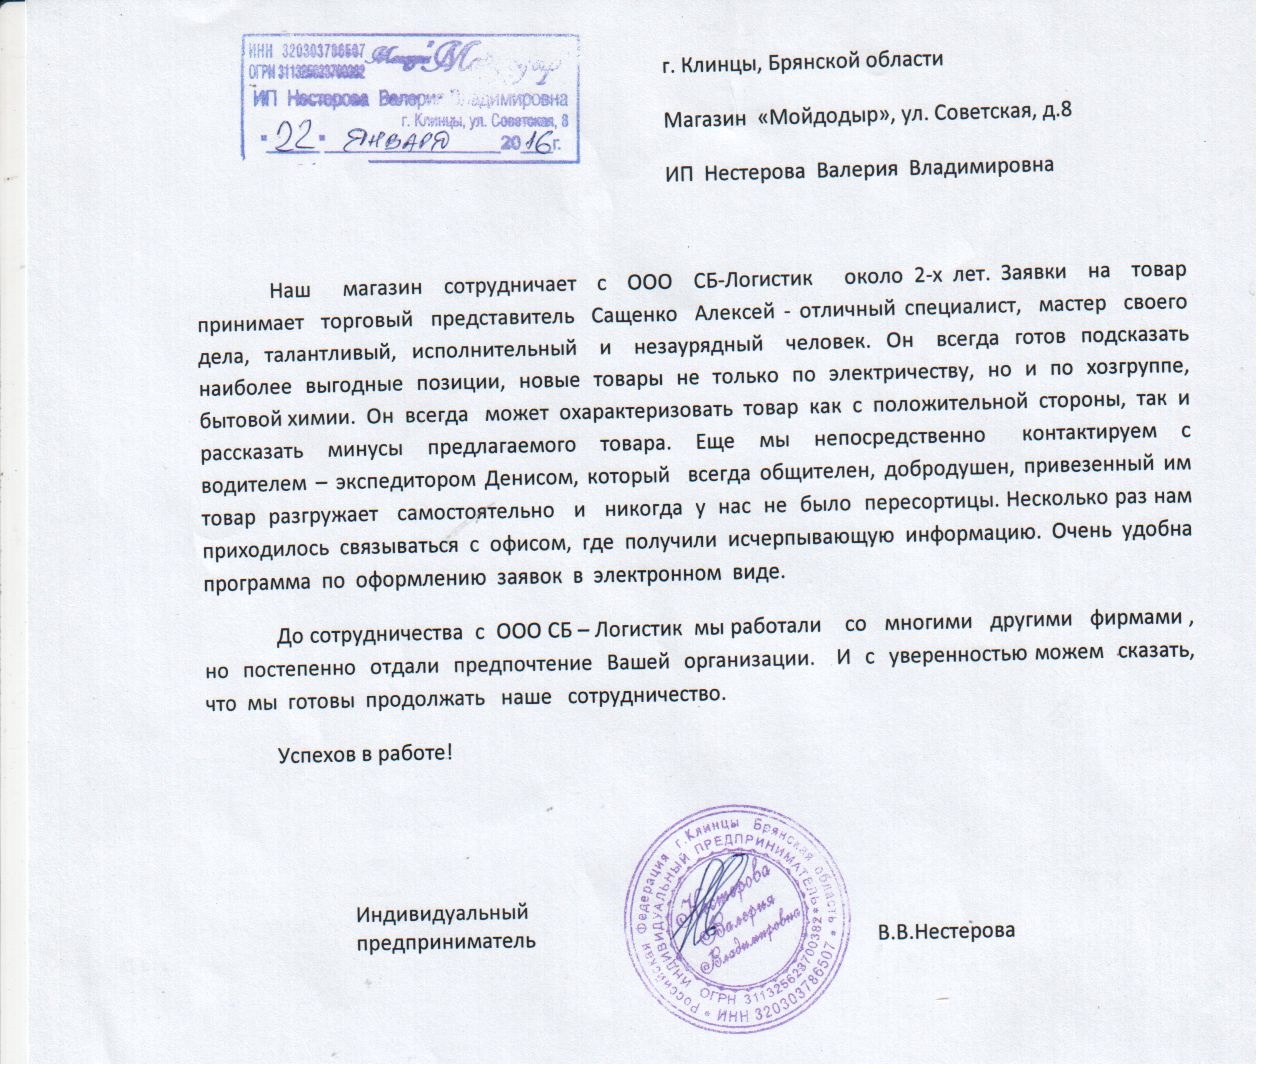 ИНН 320303786507
ОГРН 311325623700382
ИП Нестерова Валерия Владимировна
г. Клинцы, ул. Советская, 8
"22" ЯНВАРЯ 2016г.
г. Клинцы, Брянской области
Магазин «Мойдодыр», ул. Советская, д.8
ИП Нестерова Валерия Владимировна
Наш магазин сотрудничает с ООО СБ-Логистик около 2-х лет. Заявки на товар
принимает торговый представитель Сащенко Алексей - отличный специалист, мастер своего
дела, талантливый, исполнительный и незаурядный человек. Он всегда готов подсказать
наиболее выгодные позиции, новые товары не только по электричеству, но и по хозгруппе,
бытовой химии. Он всегда может охарактеризовать товар как с положительной стороны, так и
рассказать минусы предлагаемого товара. Еще мы непосредственно контактируем с
водителем – экспедитором Денисом, который всегда общителен, добродушен, привезенный им
товар разгружает самостоятельно и никогда у нас не было пересортицы. Несколько раз нам
приходилось связываться с офисом, где получили исчерпывающую информацию. Очень удобна
программа по оформлению заявок в электронном виде.
До сотрудничества с ООО СБ – Логистик мы работали со многими другими фирмами ,
но постепенно отдали предпочтение Вашей организации. И с уверенностью можем сказать,
что мы готовы продолжать наше сотрудничество.
Успехов в работе!
Индивидуальный
предприниматель
Российская Федерация г.Клинцы Брянская область * ИНН 320303786507 *
ИНДИВИДУАЛЬНЫЙ ПРЕДПРИНИМАТЕЛЬ * ОГРН 311325623700382 *
Нестерова
Валерия
Владимировна
В.В.Нестерова